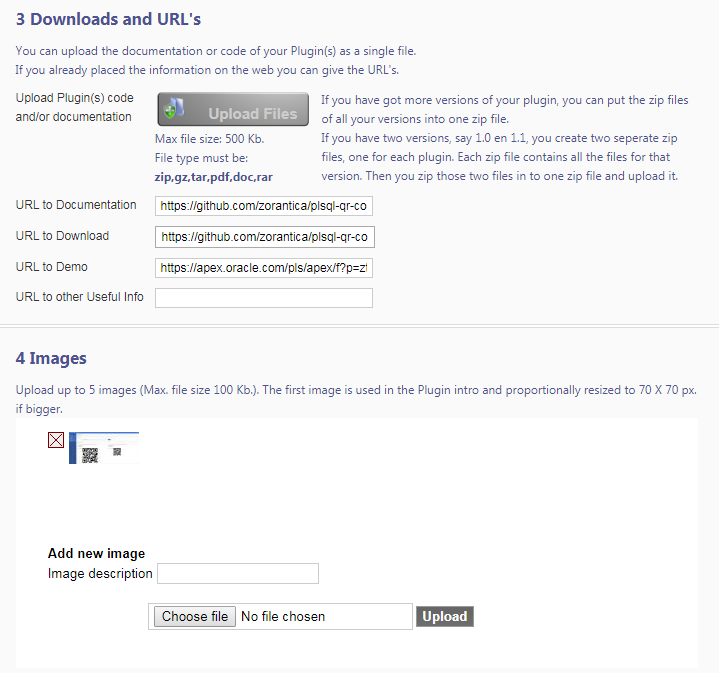 3 Downloads and URL's
You can upload the documentation or code of your Plugin(s) as a single file.
If you already placed the information on the web you can give the URL's.
Upload Plugin(s) code
and/or documentation
Upload Files
Max file size: 500 Kb.
File type must be:
zip,gz,tar,pdf,doc,rar
If you have got more versions of your plugin, you can put the zip files
of all your versions into one zip file.
If you have two versions, say 1.0 en 1.1, you create two seperate zip
files, one for each plugin. Each zip file contains all the files for that
version. Then you zip those two files in to one zip file and upload it.
URL to Documentation https://github.com/zorantica/plsql-qr-co
URL to Download https://github.com/zorantica/plsql-qr-co
URL to Demo https://apex.oracle.com/pls/apex/f?p=z
URL to other Useful Info
4 Images
Upload up to 5 images (Max. file size 100 Kb.). The first image is used in the Plugin intro and proportionally resized to 70 X 70 px.
if bigger.
Add new image
Image description
Choose file No file chosen Upload